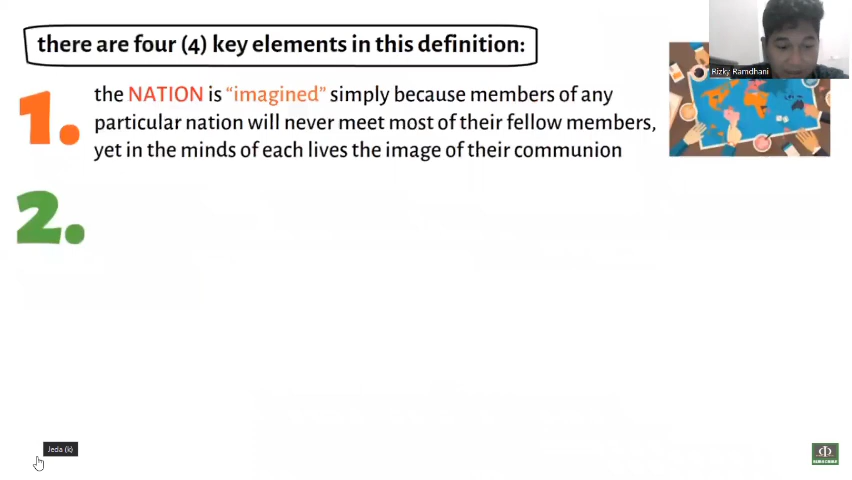 there are four (4) key elements in this definition:
Rizky Ramdhani
1.
the NATION is “imagined” simply because members of any
particular nation will never meet most of their fellow members,
yet in the minds of each lives the image of their communion
2.
Jeda (k)
SUBSCRIBE